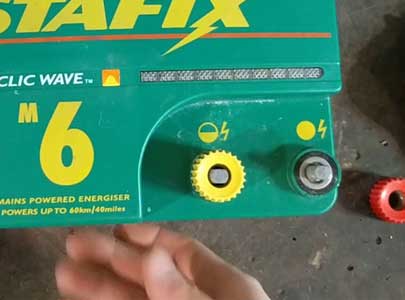 STAFIX
CLIC WAVE™
M
6
MAINS POWERED ENERGISER
POWERS UP TO 60km/40miles